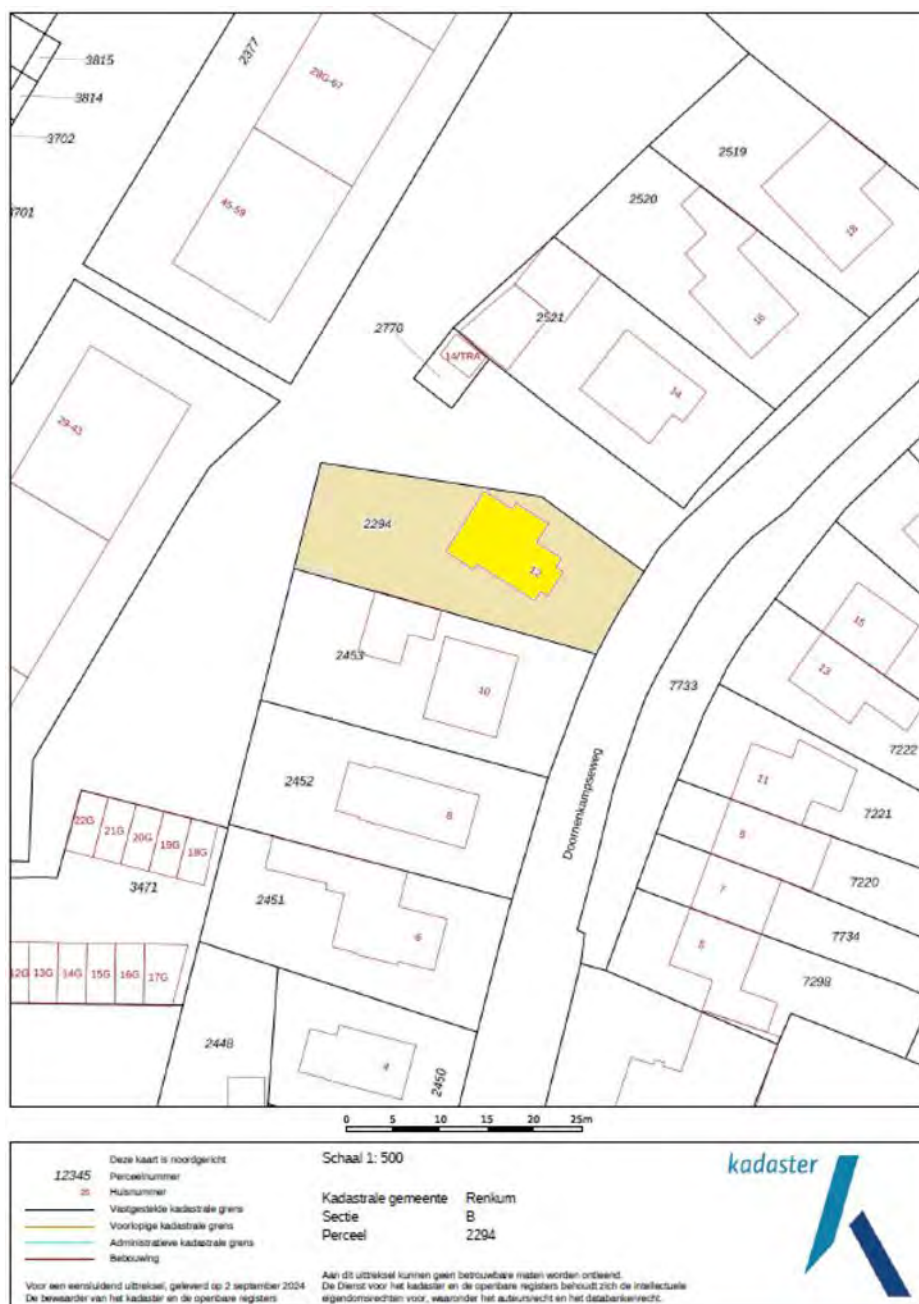 3815
3814
3702
3701
2377
29G-67
45-59
2519
18
2520
16
2521
14
2770
14/TRA
29-43
2294
12
2453
10
7733
15
13
7222
2452
8
Doornenkampseweg
11
7221
9
7220
22G
21G
20G
19G
18G
3471
2451
6
7
7734
5
7298
12G
13G
14G
15G
16G
17G
2448
4
2450
0 5 10 15 20 25m
Deze kaart is noordgericht
12345 Perceelnummer
25 Huisnummer
Vastgestelde kadastrale grens
Voorlopige kadastrale grens
Administratieve kadastrale grens
Bebouwing
Voor een eensluidend uittreksel, geleverd op 2 september 2024
De bewaarder van het kadaster en de openbare registers
Schaal 1: 500
Kadastrale gemeente Renkum
Sectie B
Perceel 2294
Aan dit uittreksel kunnen geen betrouwbare maten worden ontleend.
De Dienst voor het kadaster en de openbare registers behoudt zich de intellectuele
eigendomsrechten voor, waaronder het auteursrecht en het databankenrecht.
kadaster